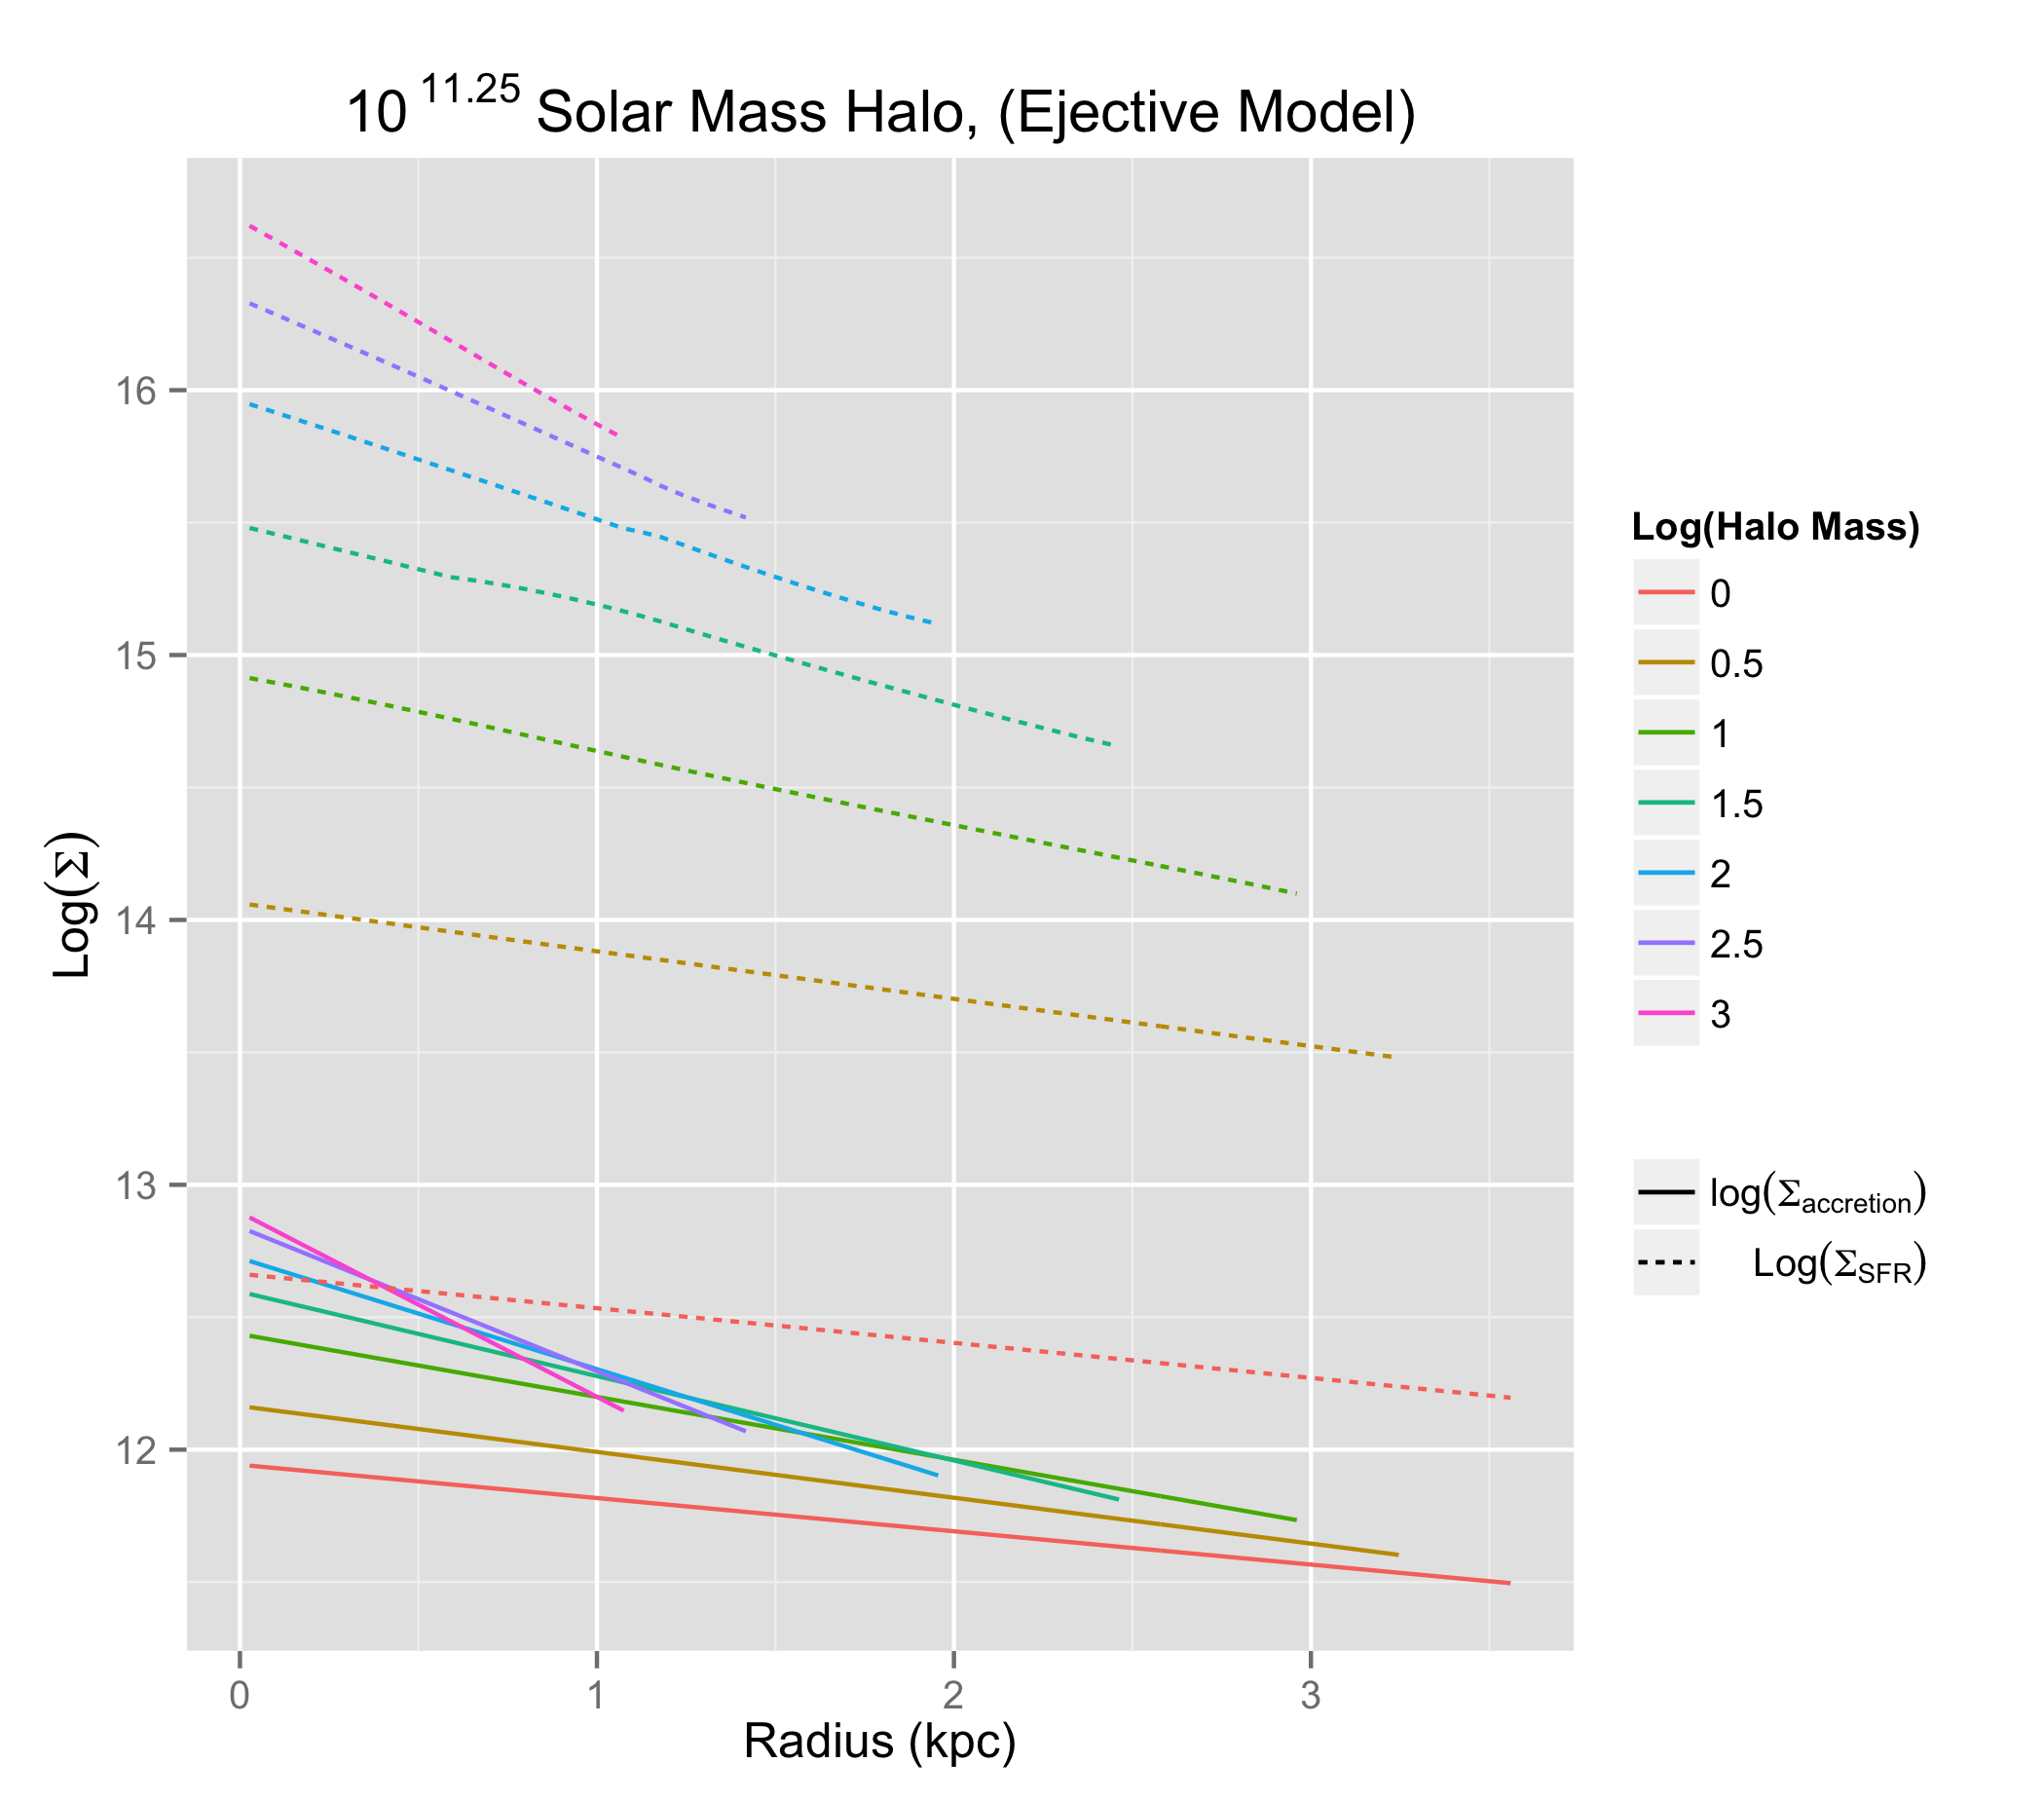 10 11.25 Solar Mass Halo, (Ejective Model)
16
15
14
13
12
Log(Σ)
0 1 2 3
Radius (kpc)
Log(Halo Mass)
0
0.5
1
1.5
2
2.5
3
log(Σaccretion)
Log(ΣSFR)